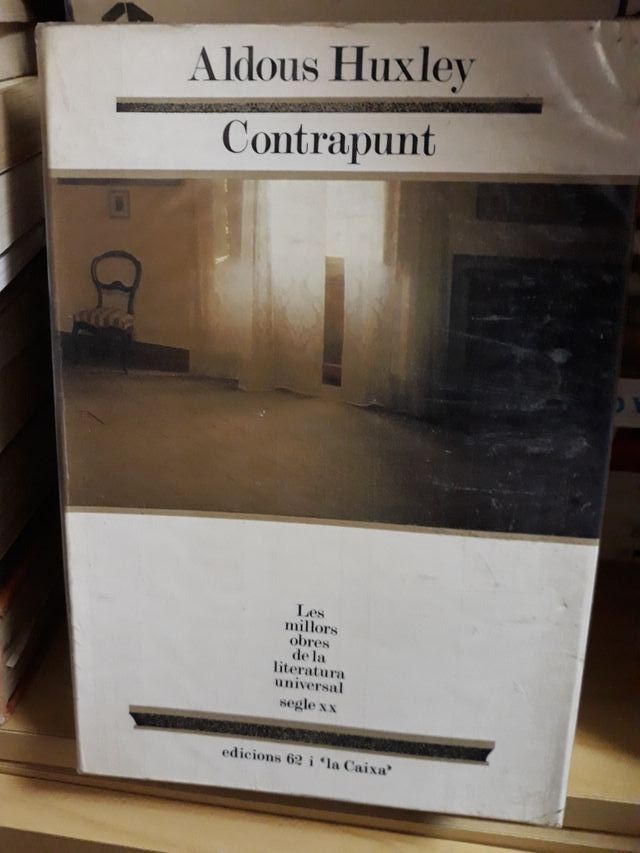 Aldous Huxley
Contrapunt
Les
millors
obres
de la
literatura
universal
segle xx
edicions 62 i "la Caixa"